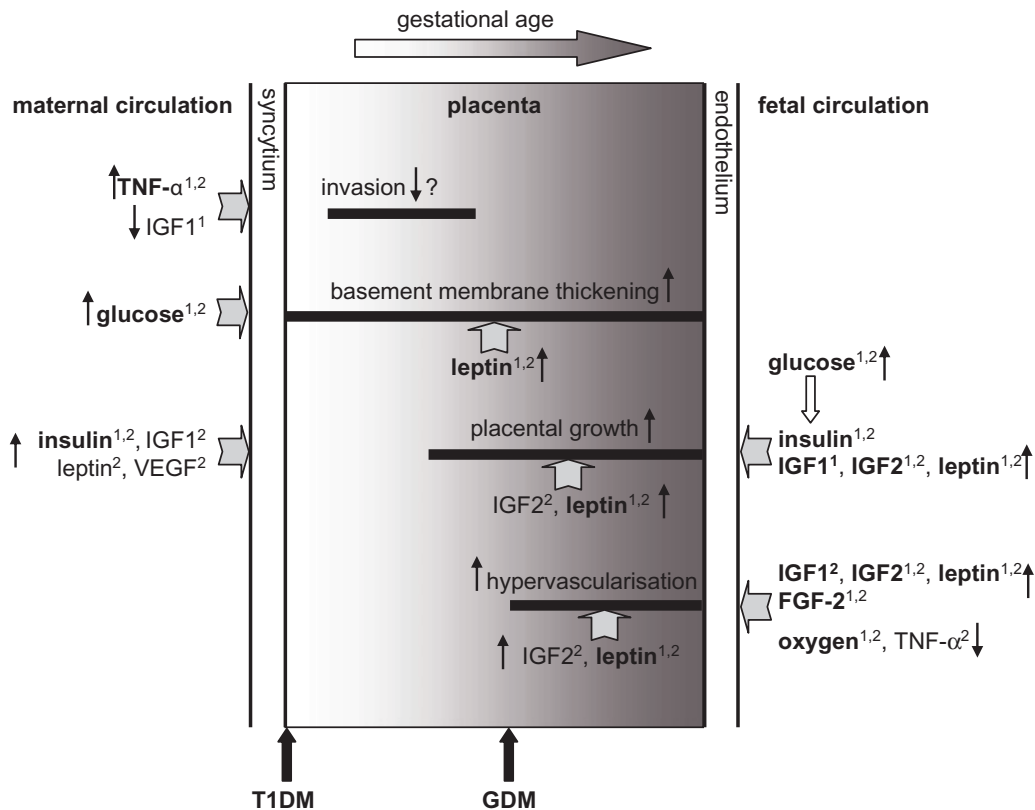 gestational age
maternal circulation
syncytium
placenta
endothelium
fetal circulation
↑TNF-α¹,²
↓ IGF1¹
invasion ↓ ?
basement membrane thickening ↑
↑ glucose¹,²
leptin¹,² ↑
glucose¹,² ↑
↑ insulin¹,², IGF1²
leptin², VEGF²
placental growth ↑
insulin¹,²
IGF1¹, IGF2¹,², leptin¹,² ↑
IGF2², leptin¹,² ↑
↑ hypervascularisation
IGF1², IGF2¹,², leptin¹,² ↑
FGF-2¹,²
↑ IGF2², leptin¹,²
oxygen¹,², TNF-α² ↓
T1DM
GDM